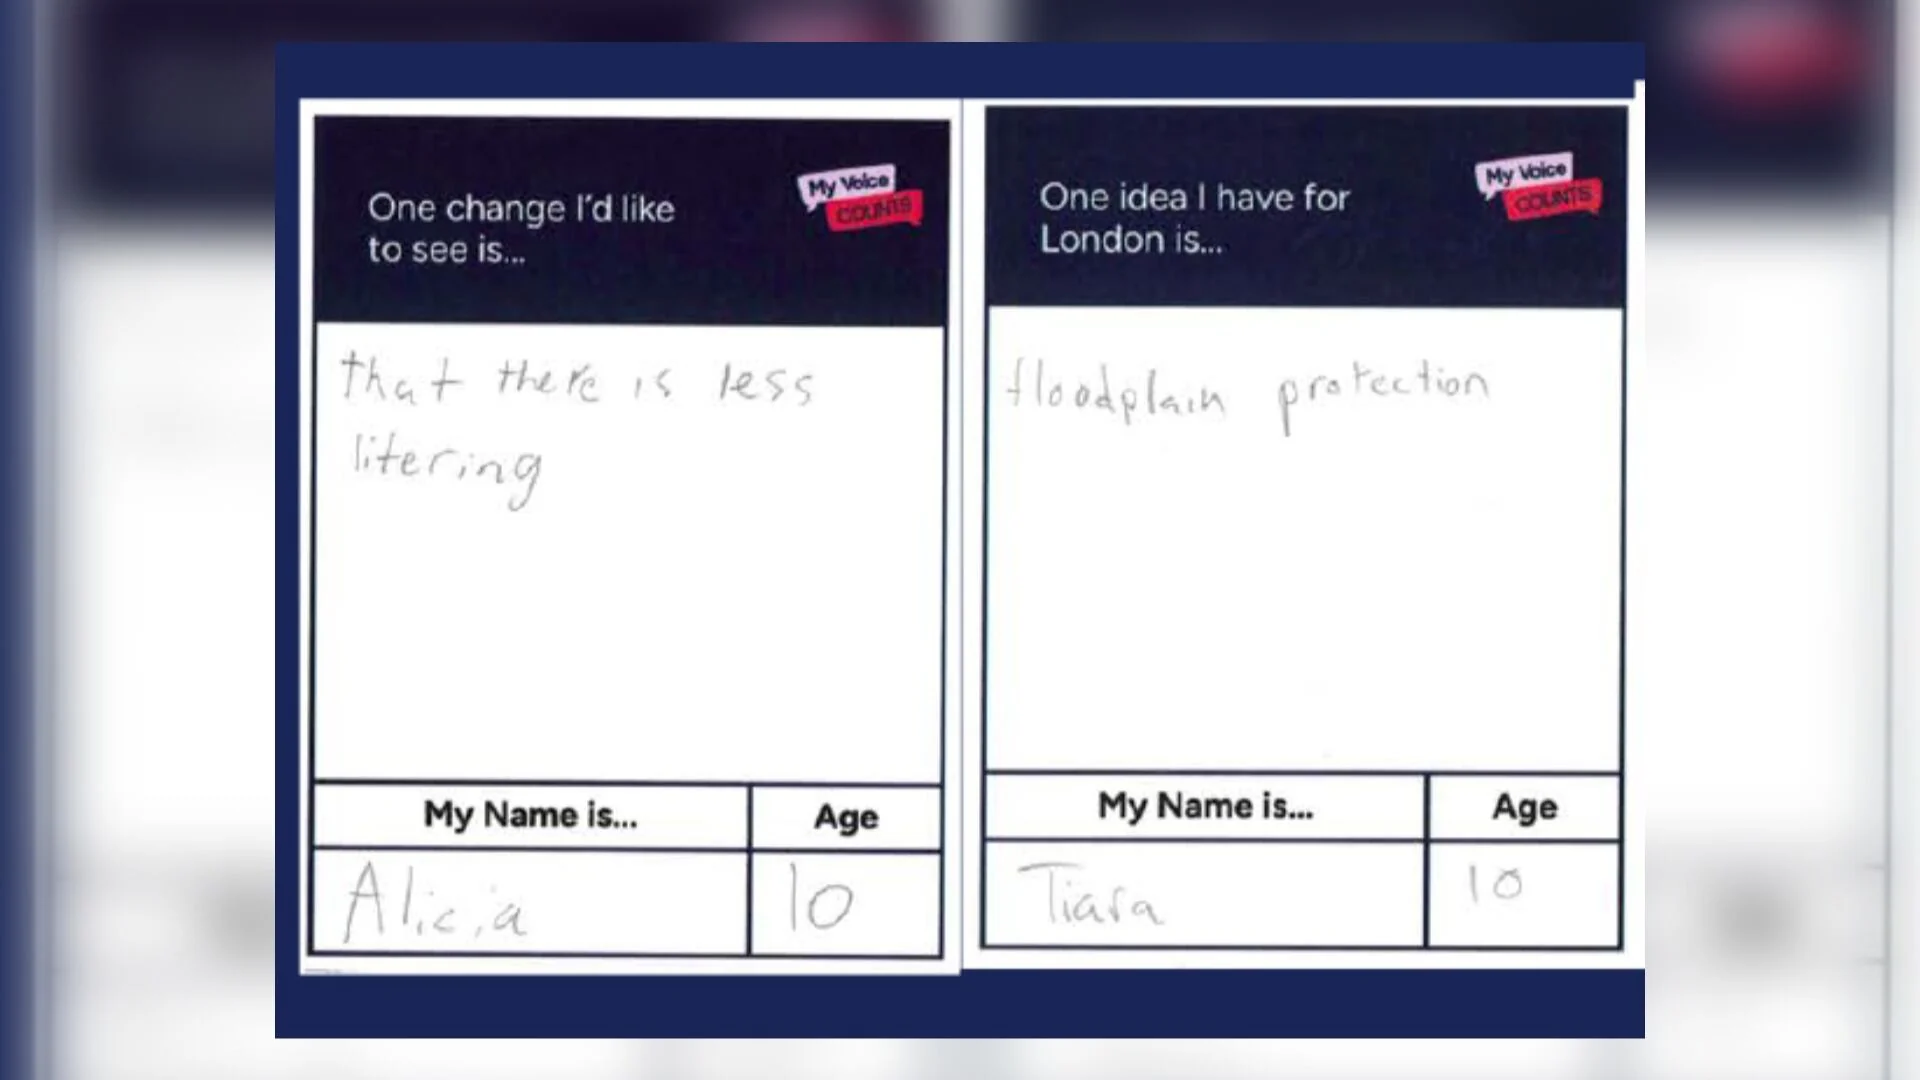 One change I'd like
to see is...
My Voice
COUNTS
that there is less
litering
My Name is...
Age
Alicia
10
One idea I have for
London is...
My Voice
COUNTS
floodplain protection
My Name is...
Age
Tiara
10